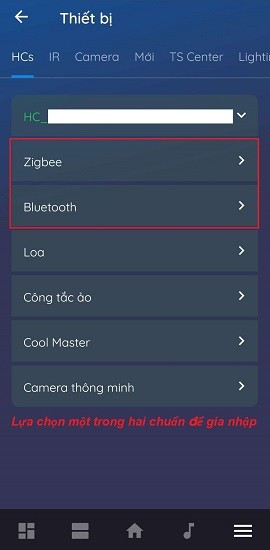 Thiết bị
HCs IR Camera Mới TS Center Lightin
HC_
Zigbee
Bluetooth
Loa
Công tắc ảo
Cool Master
Camera thông minh
Lựa chọn một trong hai chuẩn để gia nhập